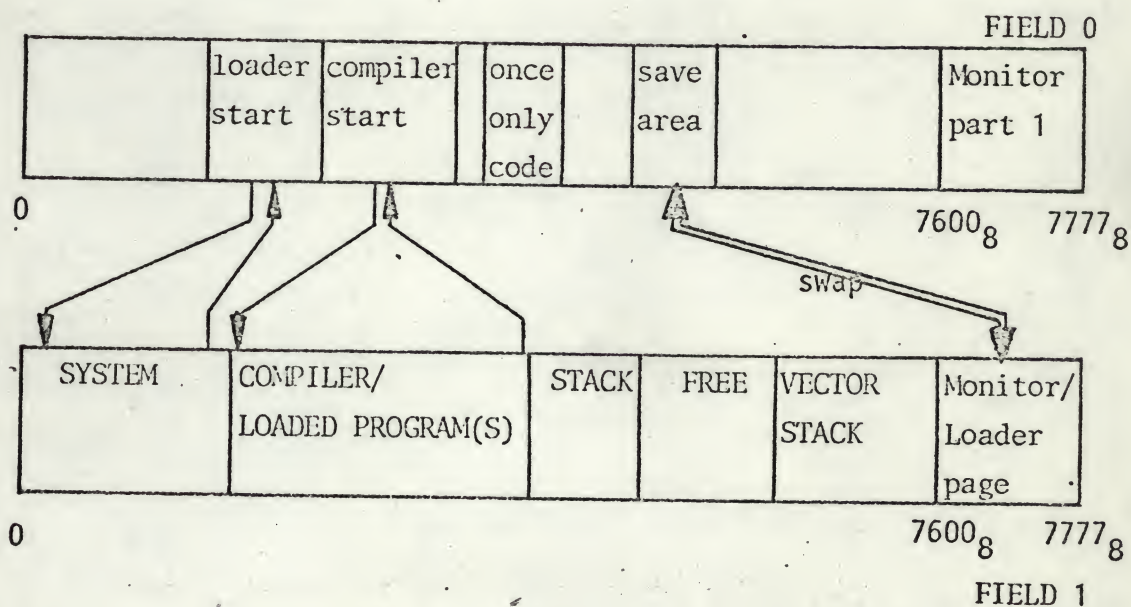 FIELD 0
loader start
compiler start
once only code
save area
Monitor part 1
0
7600₈
7777₈
swap
SYSTEM
COMPILER/
LOADED PROGRAM(S)
STACK
FREE
VECTOR
STACK
Monitor/
Loader
page
0
7600₈
7777₈
FIELD 1